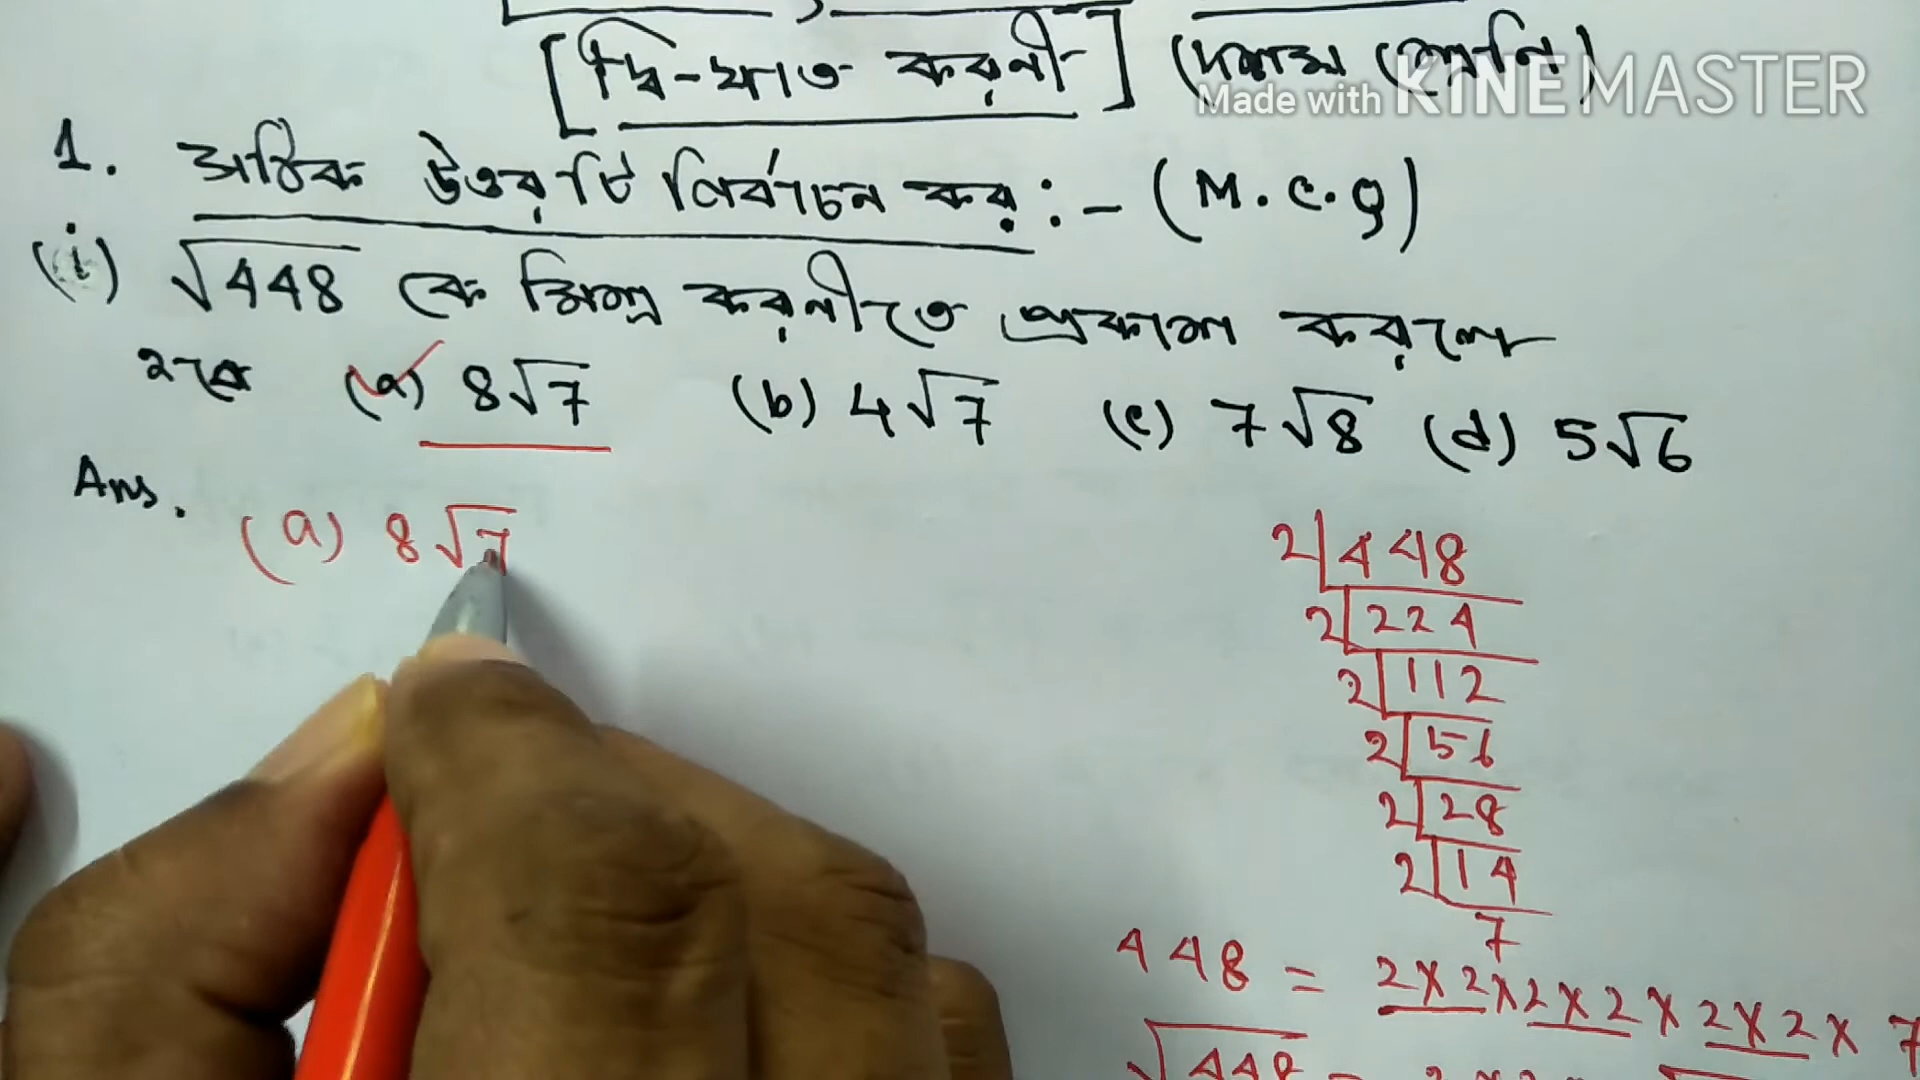 [দ্বি-ঘাত করণী] (দশম শ্রেণি)
Made with KINEMASTER
1. সঠিক উত্তরটি নির্বাচন কর :- (M.C.Q)
(i) √448 কে মিশ্র করণীতে প্রকাশ করলে
হবে (a) 8√7 (b) 4√7 (c) 7√8 (d) 5√6
Ans. (a) 8√7
2|448
2|224
2|112
2|56
2|28
2|14
7
448 = 2×2×2×2×2×2×7
√448 =